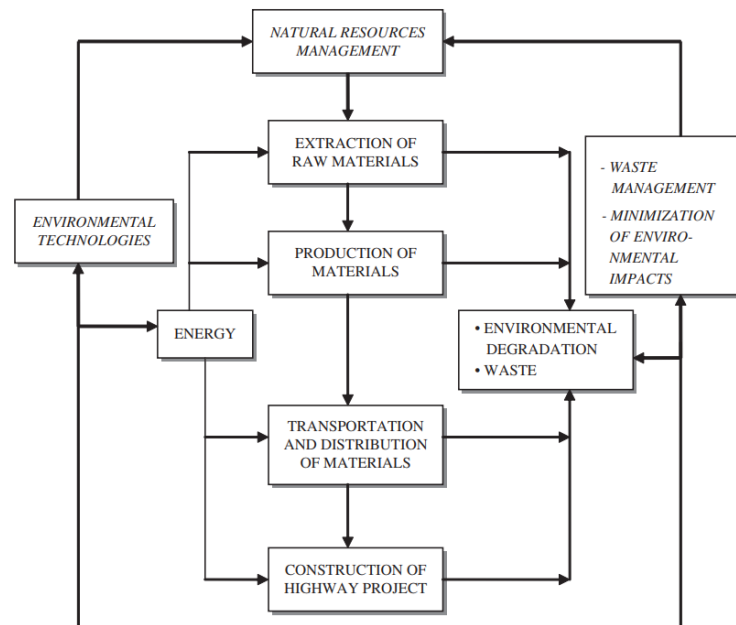 NATURAL RESOURCES
MANAGEMENT
EXTRACTION OF
RAW MATERIALS
- WASTE
MANAGEMENT
- MINIMIZATION
OF ENVIRO-
NMENTAL
IMPACTS
ENVIRONMENTAL
TECHNOLOGIES
PRODUCTION OF
MATERIALS
ENERGY
• ENVIRONMENTAL
DEGRADATION
• WASTE
TRANSPORTATION
AND DISTRIBUTION
OF MATERIALS
CONSTRUCTION OF
HIGHWAY PROJECT